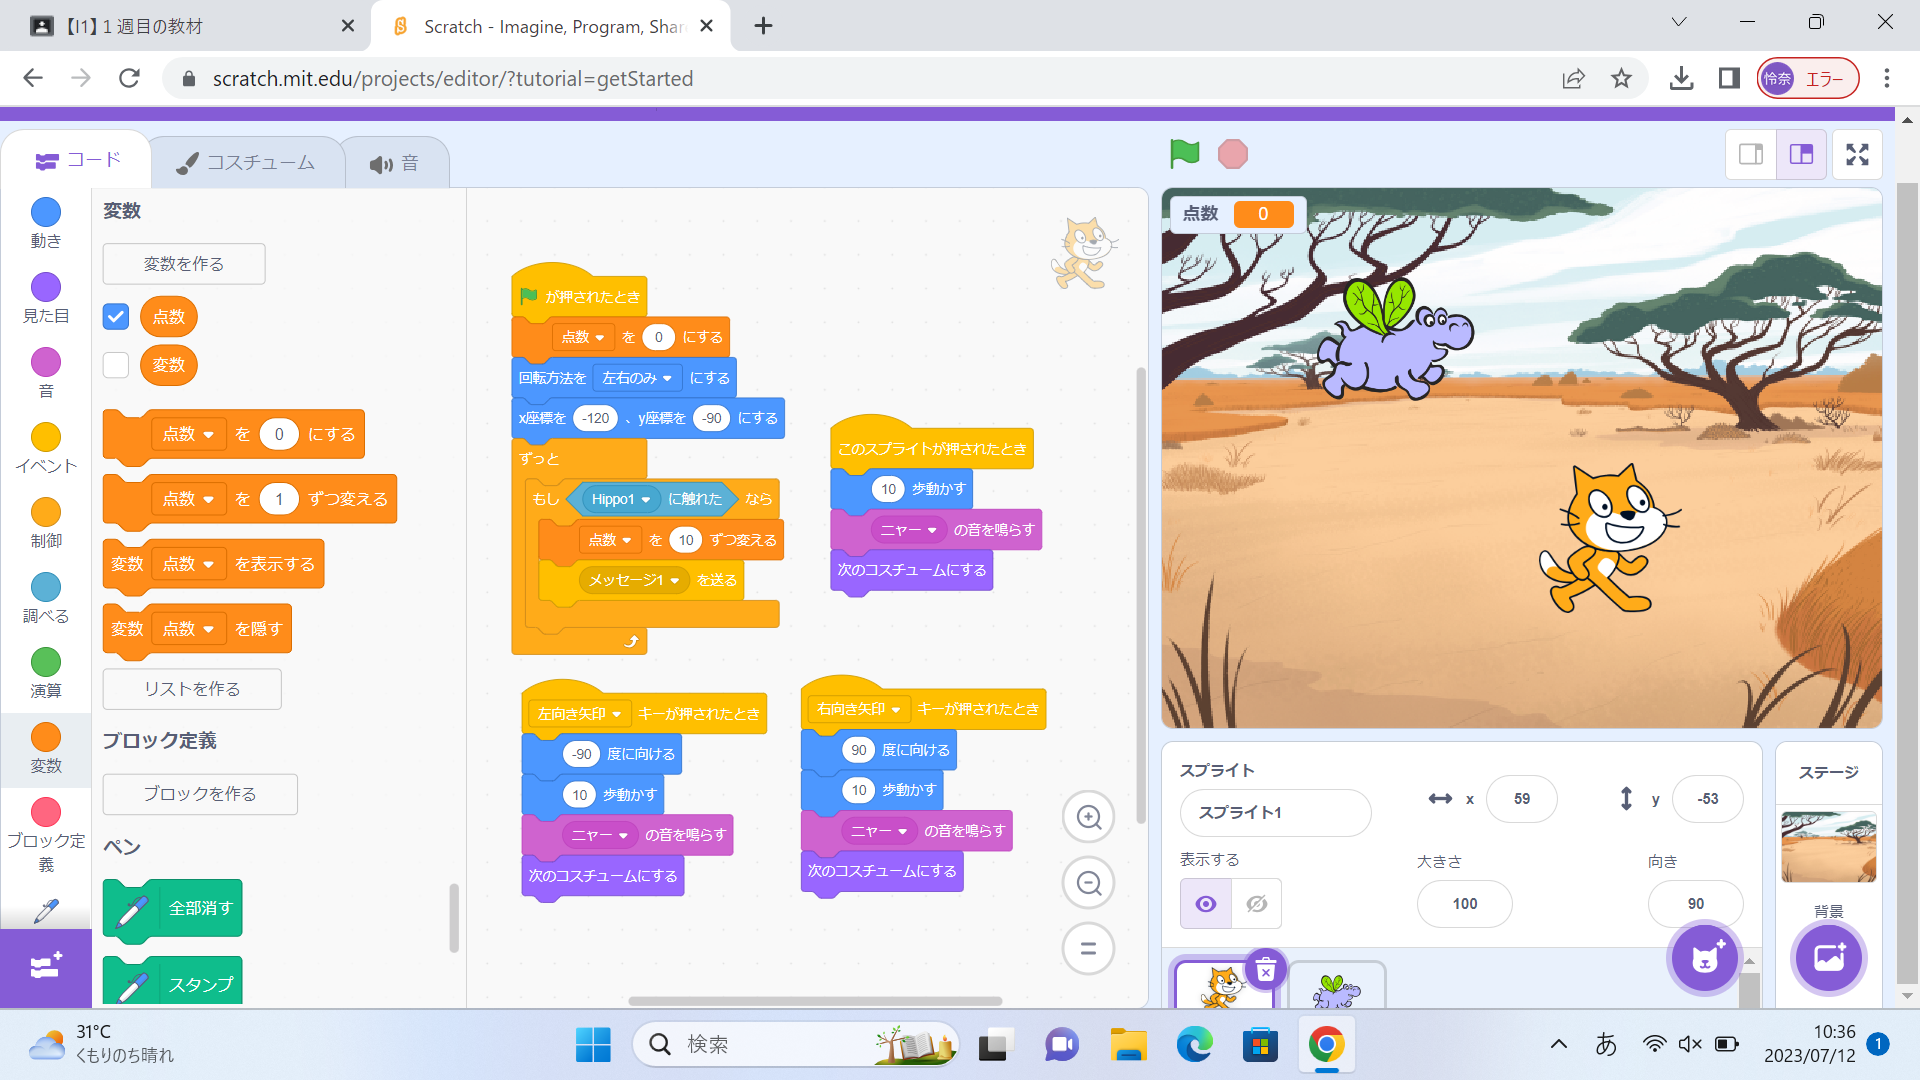 【I1】１週目の教材
Scratch - Imagine, Program, Shar
scratch.mit.edu/projects/editor/?tutorial=getStarted
怜奈
エラー
コード
コスチューム
音
動き
見た目
音
イベント
制御
調べる
演算
変数
ブロック定
義
変数
変数を作る
点数
変数
点数 を 0 にする
点数 を 1 ずつ変える
変数 点数 を表示する
変数 点数 を隠す
リストを作る
ブロック定義
ブロックを作る
ペン
全部消す
スタンプ
が押されたとき
点数 を 0 にする
回転方法を 左右のみ にする
x座標を -120 、y座標を -90 にする
ずっと
もし Hippo1 に触れた なら
点数 を 10 ずつ変える
メッセージ1 を送る
このスプライトが押されたとき
10 歩動かす
ニャー の音を鳴らす
次のコスチュームにする
左向き矢印 キーが押されたとき
-90 度に向ける
10 歩動かす
ニャー の音を鳴らす
次のコスチュームにする
右向き矢印 キーが押されたとき
90 度に向ける
10 歩動かす
ニャー の音を鳴らす
次のコスチュームにする
点数 0
スプライト
スプライト1
x 59
y -53
表示する
大きさ
100
向き
90
ステージ
背景
31°C
くもりのち晴れ
検索
あ
10:36
2023/07/12
1